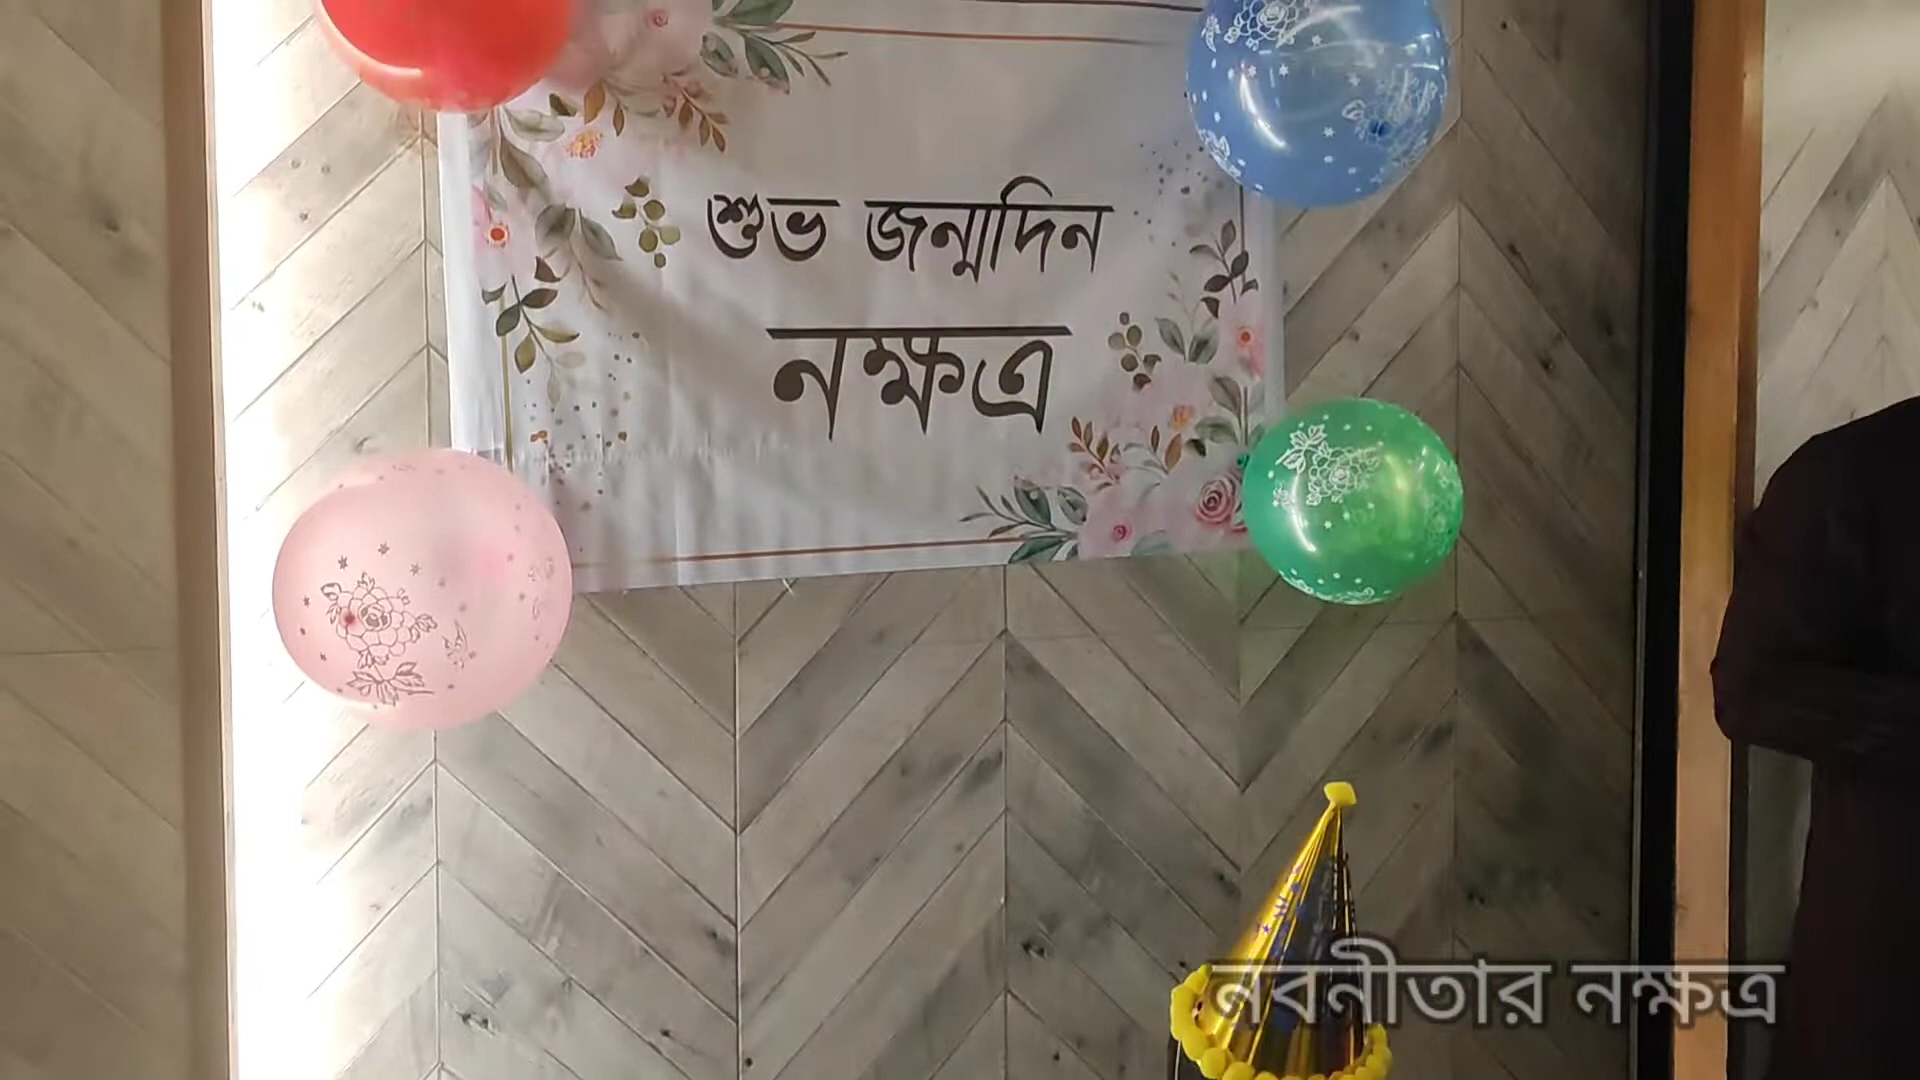 শুভ জন্মদিন
নক্ষত্র
নবনীতার নক্ষত্র